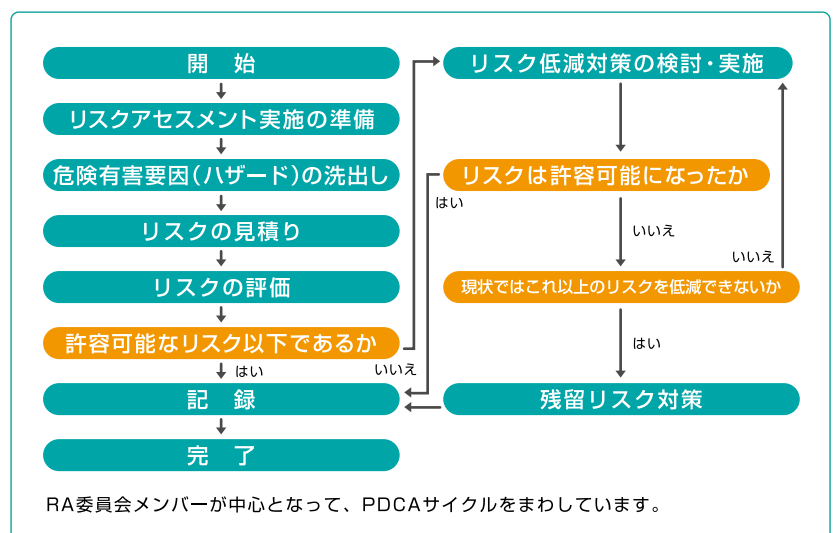 開　始
リスクアセスメント実施の準備
危険有害要因(ハザード)の洗出し
リスクの見積り
リスクの評価
許容可能なリスク以下であるか
はい
いいえ
記　録
完　了
リスク低減対策の検討・実施
リスクは許容可能になったか
はい
いいえ
いいえ
現状ではこれ以上のリスクを低減できないか
はい
残留リスク対策
RA委員会メンバーが中心となって、PDCAサイクルをまわしています。